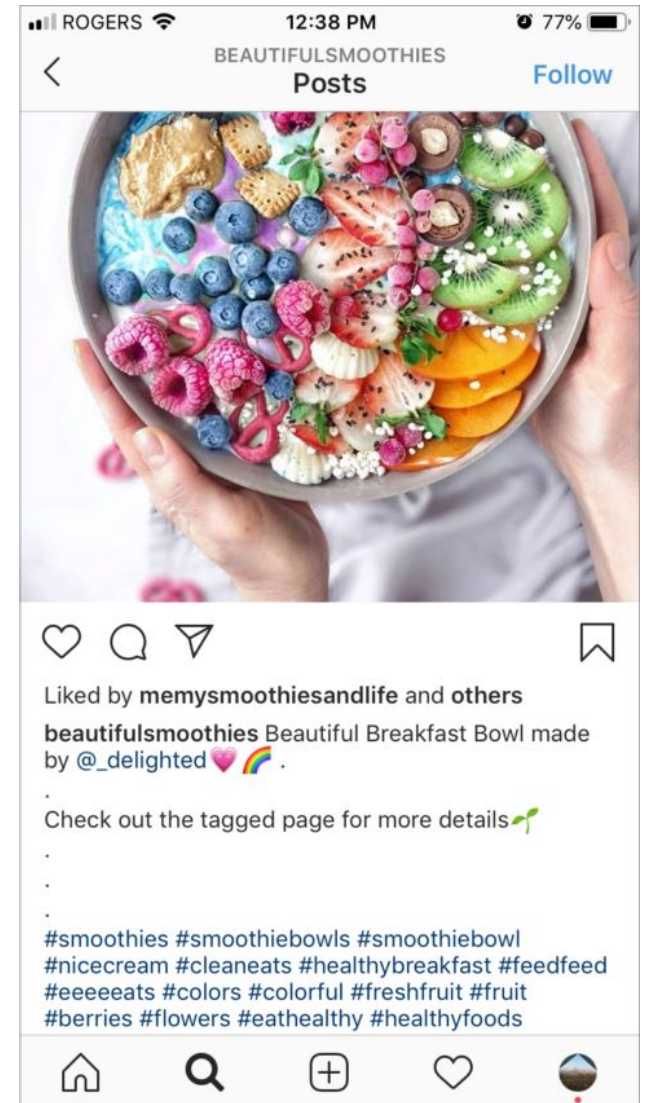 ROGERS 12:38 PM 77%
BEAUTIFULSMOOTHIES
Posts
Follow
Liked by memysmoothiesandlife and others
beautifulsmoothies Beautiful Breakfast Bowl made
by @_delighted💗🌈 .
.
Check out the tagged page for more details🌱
.
.
.
#smoothies #smoothiebowls #smoothiebowl
#nicecream #cleaneats #healthybreakfast #feedfeed
#eeeeeats #colors #colorful #freshfruit #fruit
#berries #flowers #eathealthy #healthyfoods